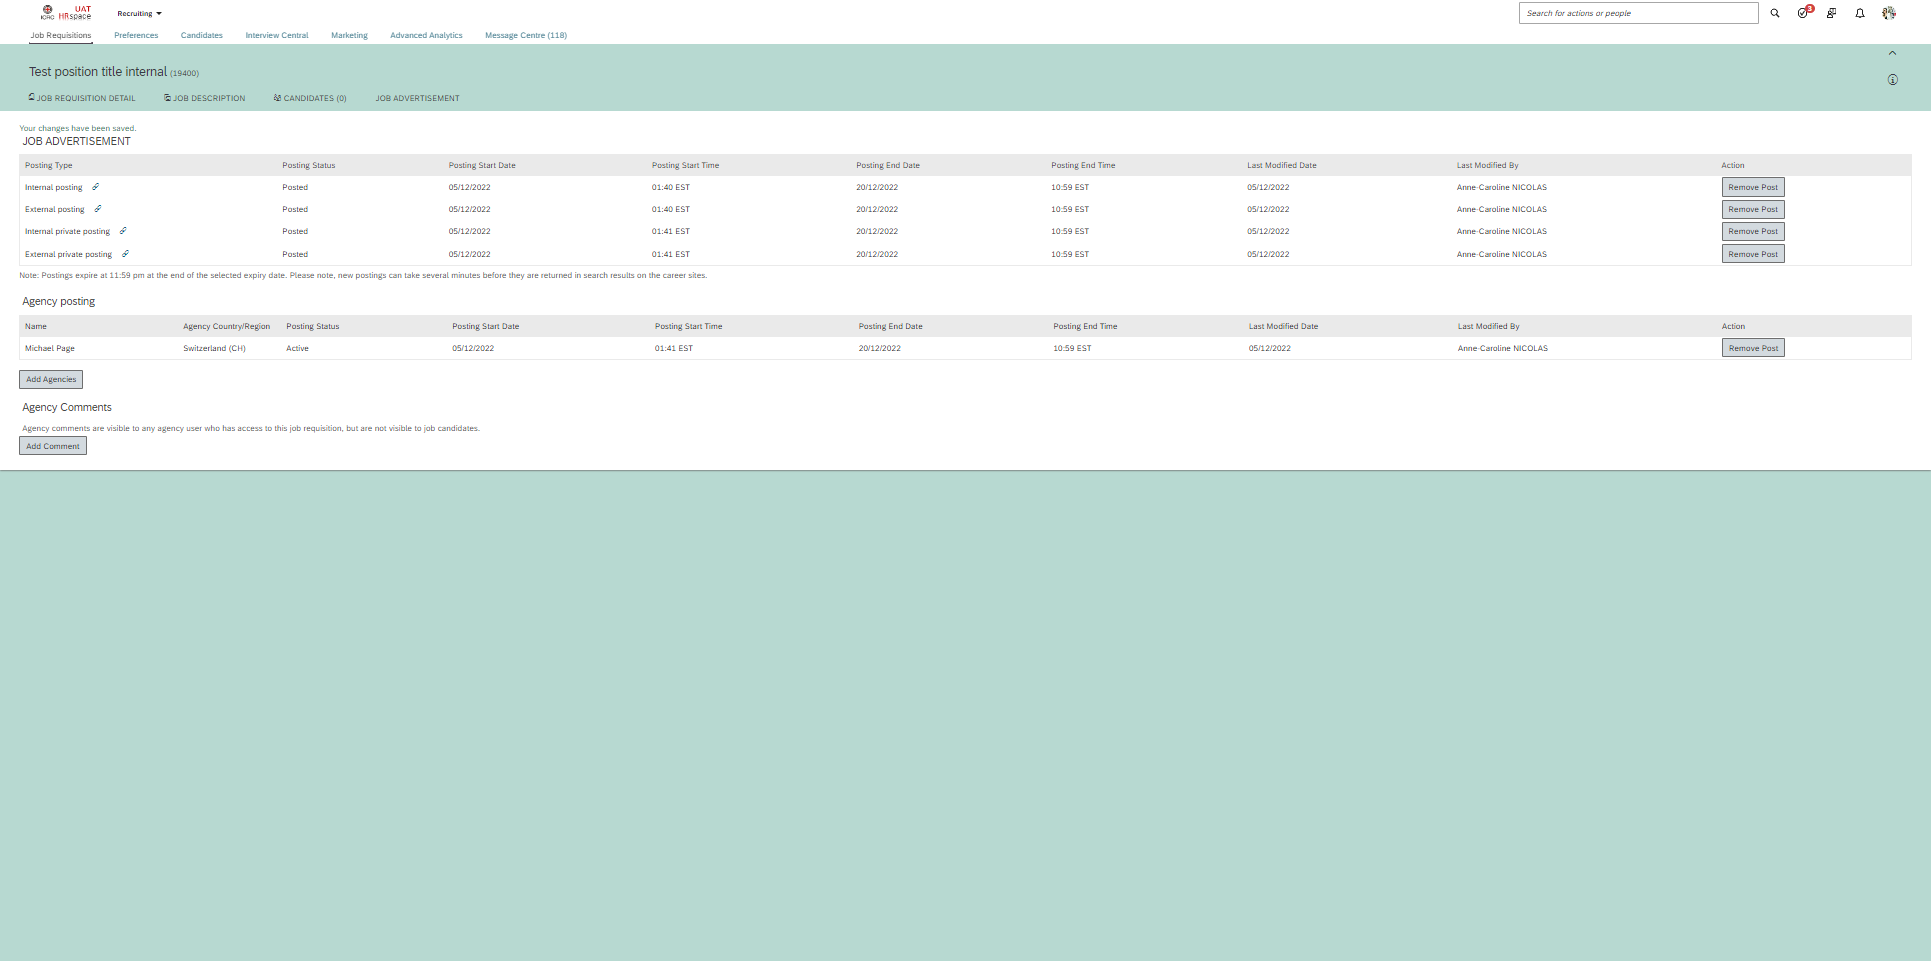 ICRC UAT HRspace Recruiting Search for actions or people 3
Job Requisitions Preferences Candidates Interview Central Marketing Advanced Analytics Message Centre (118)
Test position title internal (19400)
JOB REQUISITION DETAIL JOB DESCRIPTION CANDIDATES (0) JOB ADVERTISEMENT
Your changes have been saved.
JOB ADVERTISEMENT
Posting Type Posting Status Posting Start Date Posting Start Time Posting End Date Posting End Time Last Modified Date Last Modified By Action
Internal posting Posted 05/12/2022 01:40 EST 20/12/2022 10:59 EST 05/12/2022 Anne-Caroline NICOLAS Remove Post
External posting Posted 05/12/2022 01:40 EST 20/12/2022 10:59 EST 05/12/2022 Anne-Caroline NICOLAS Remove Post
Internal private posting Posted 05/12/2022 01:41 EST 20/12/2022 10:59 EST 05/12/2022 Anne-Caroline NICOLAS Remove Post
External private posting Posted 05/12/2022 01:41 EST 20/12/2022 10:59 EST 05/12/2022 Anne-Caroline NICOLAS Remove Post
Note: Postings expire at 11:59 pm at the end of the selected expiry date. Please note, new postings can take several minutes before they are returned in search results on the career sites.
Agency posting
Name Agency Country/Region Posting Status Posting Start Date Posting Start Time Posting End Date Posting End Time Last Modified Date Last Modified By Action
Michael Page Switzerland (CH) Active 05/12/2022 01:41 EST 20/12/2022 10:59 EST 05/12/2022 Anne-Caroline NICOLAS Remove Post
Add Agencies
Agency Comments
Agency comments are visible to any agency user who has access to this job requisition, but are not visible to job candidates.
Add Comment